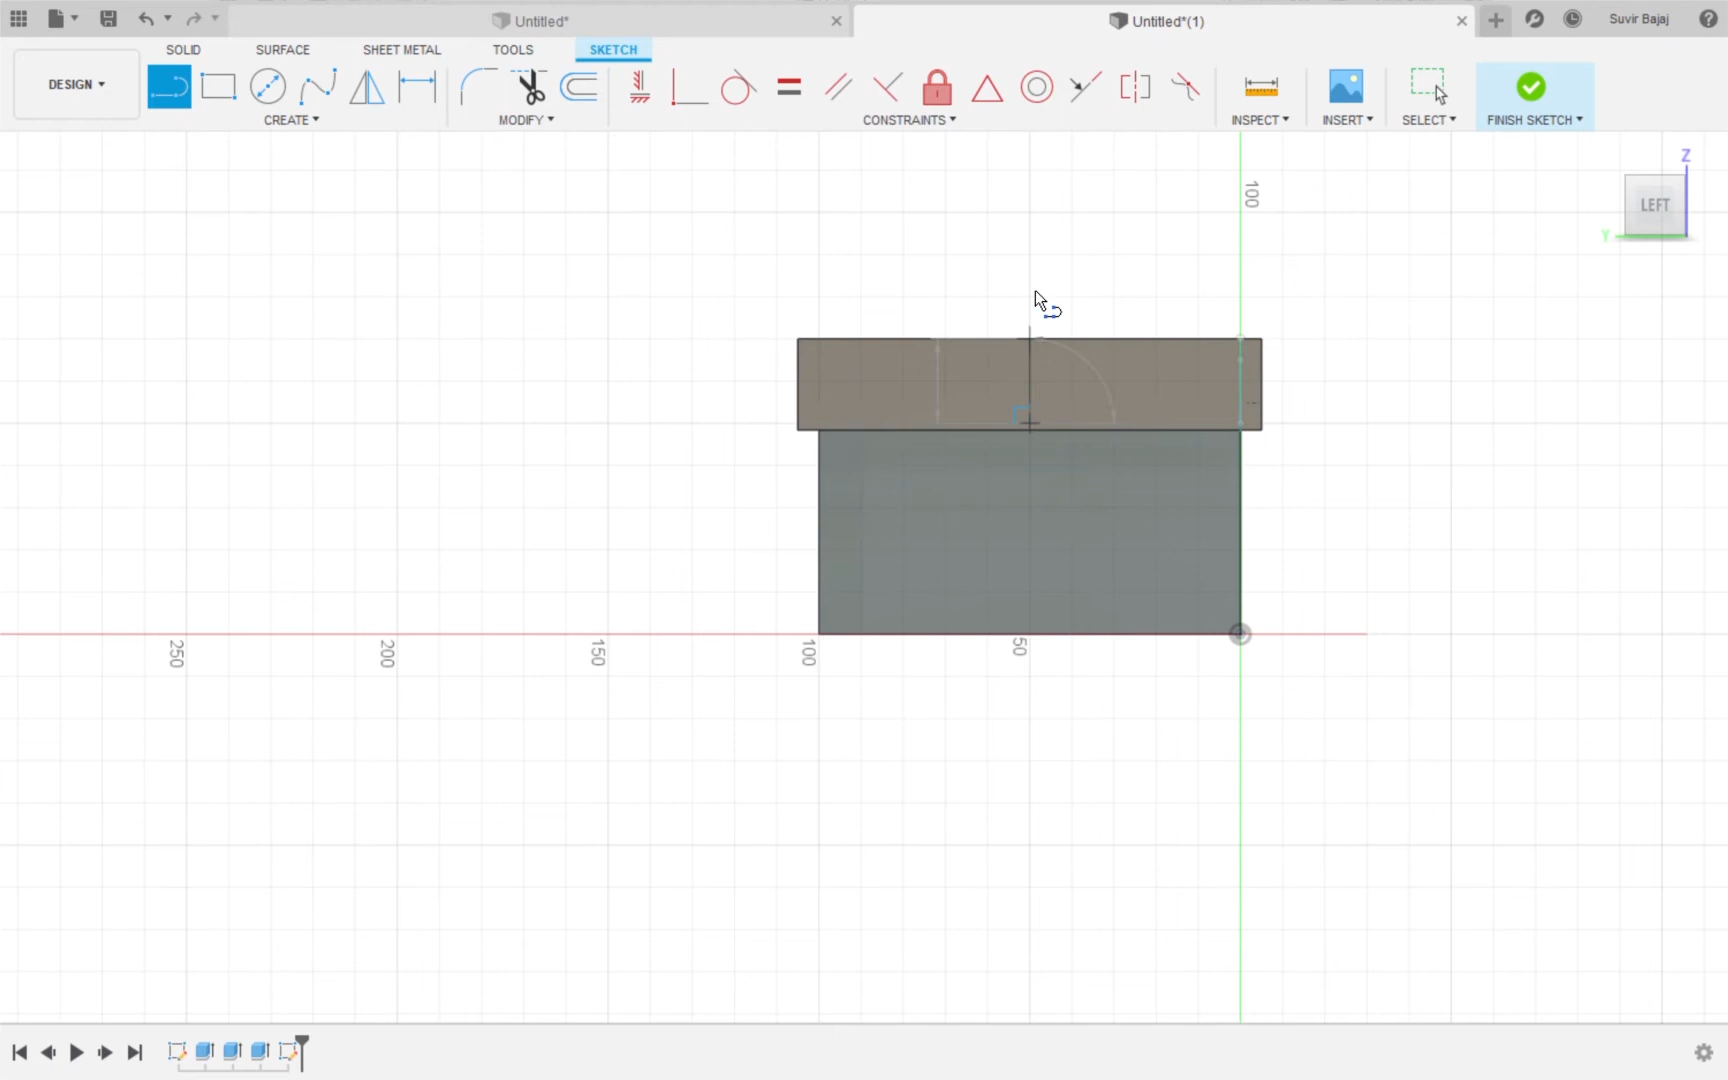 Untitled*
Untitled*(1)
Suvir Bajaj
DESIGN
SOLID
SURFACE
SHEET METAL
TOOLS
SKETCH
CREATE
MODIFY
CONSTRAINTS
INSPECT
INSERT
SELECT
FINISH SKETCH
100
Z
LEFT
Y
250
200
150
100
50